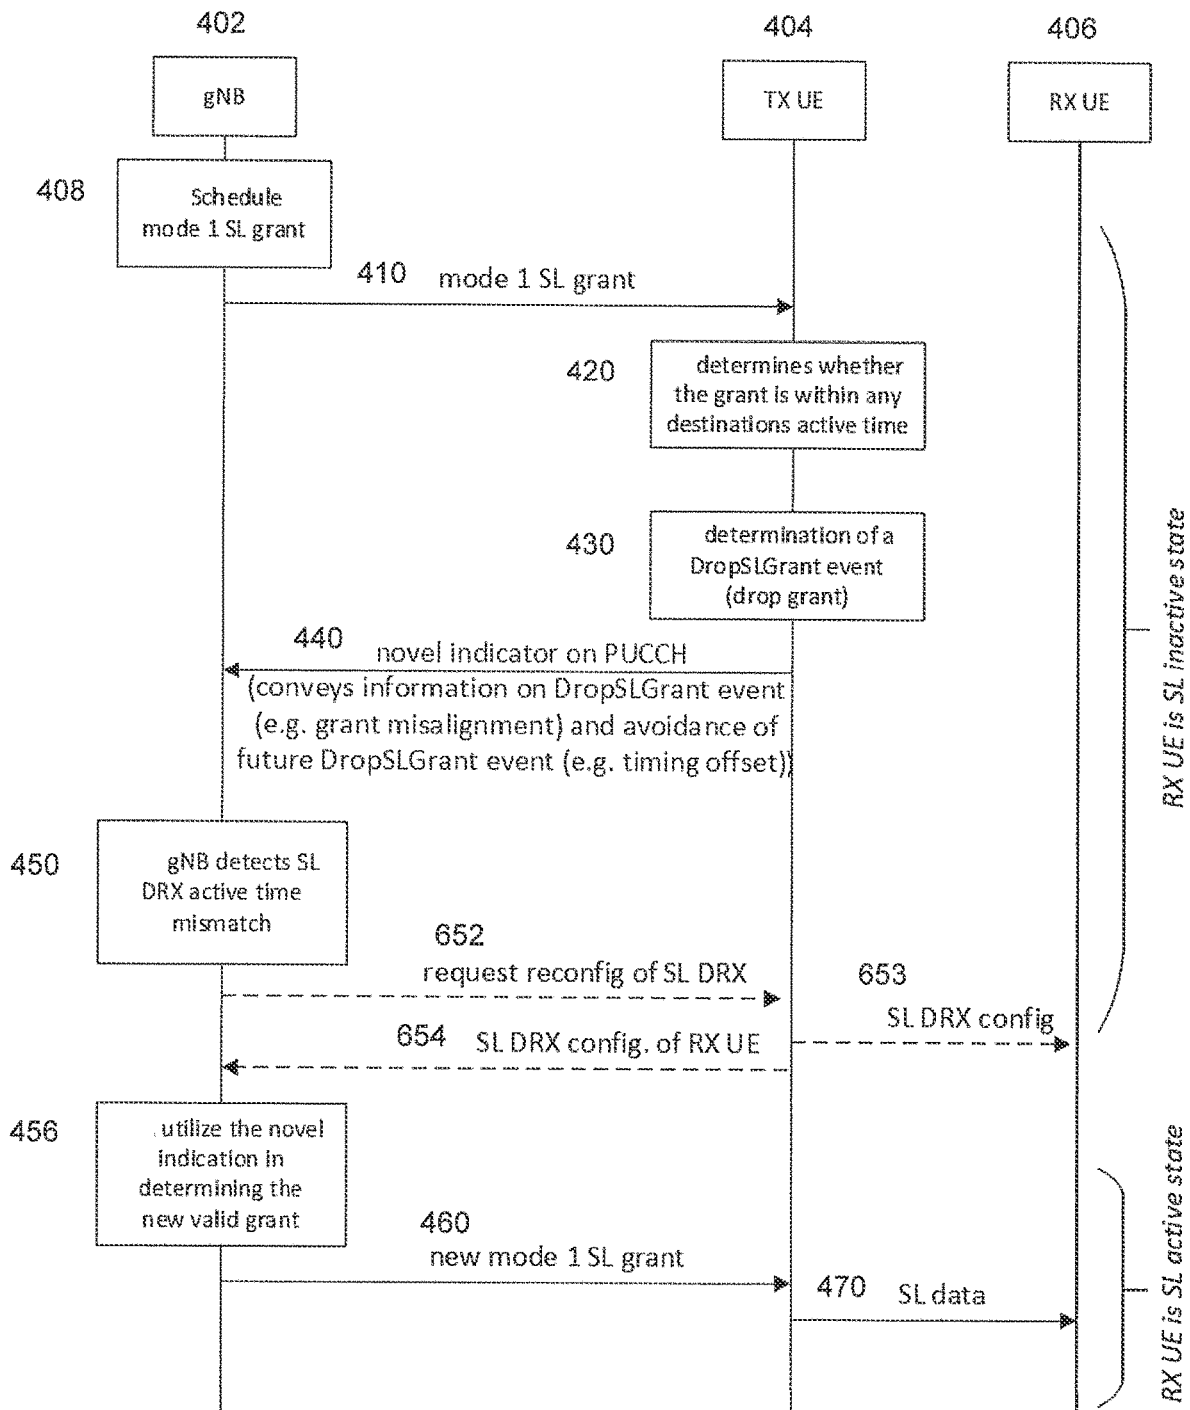 402
404
406
gNB
TX UE
RX UE
408
Schedule
mode 1 SL grant
410
mode 1 SL grant
420
determines whether
the grant is within any
destinations active time
430
determination of a
DropSLGrant event
(drop grant)
440
novel indicator on PUCCH
(conveys information on DropSLGrant event
(e.g. grant misalignment) and avoidance of
future DropSLGrant event (e.g. timing offset))
RX UE is SL inactive state
450
gNB detects SL
DRX active time
mismatch
652
request reconfig of SL DRX
653
SL DRX config
654
SL DRX config. of RX UE
456
. utilize the novel
indication in
determining the
new valid grant
460
new mode 1 SL grant
470
SL data
RX UE is SL active state